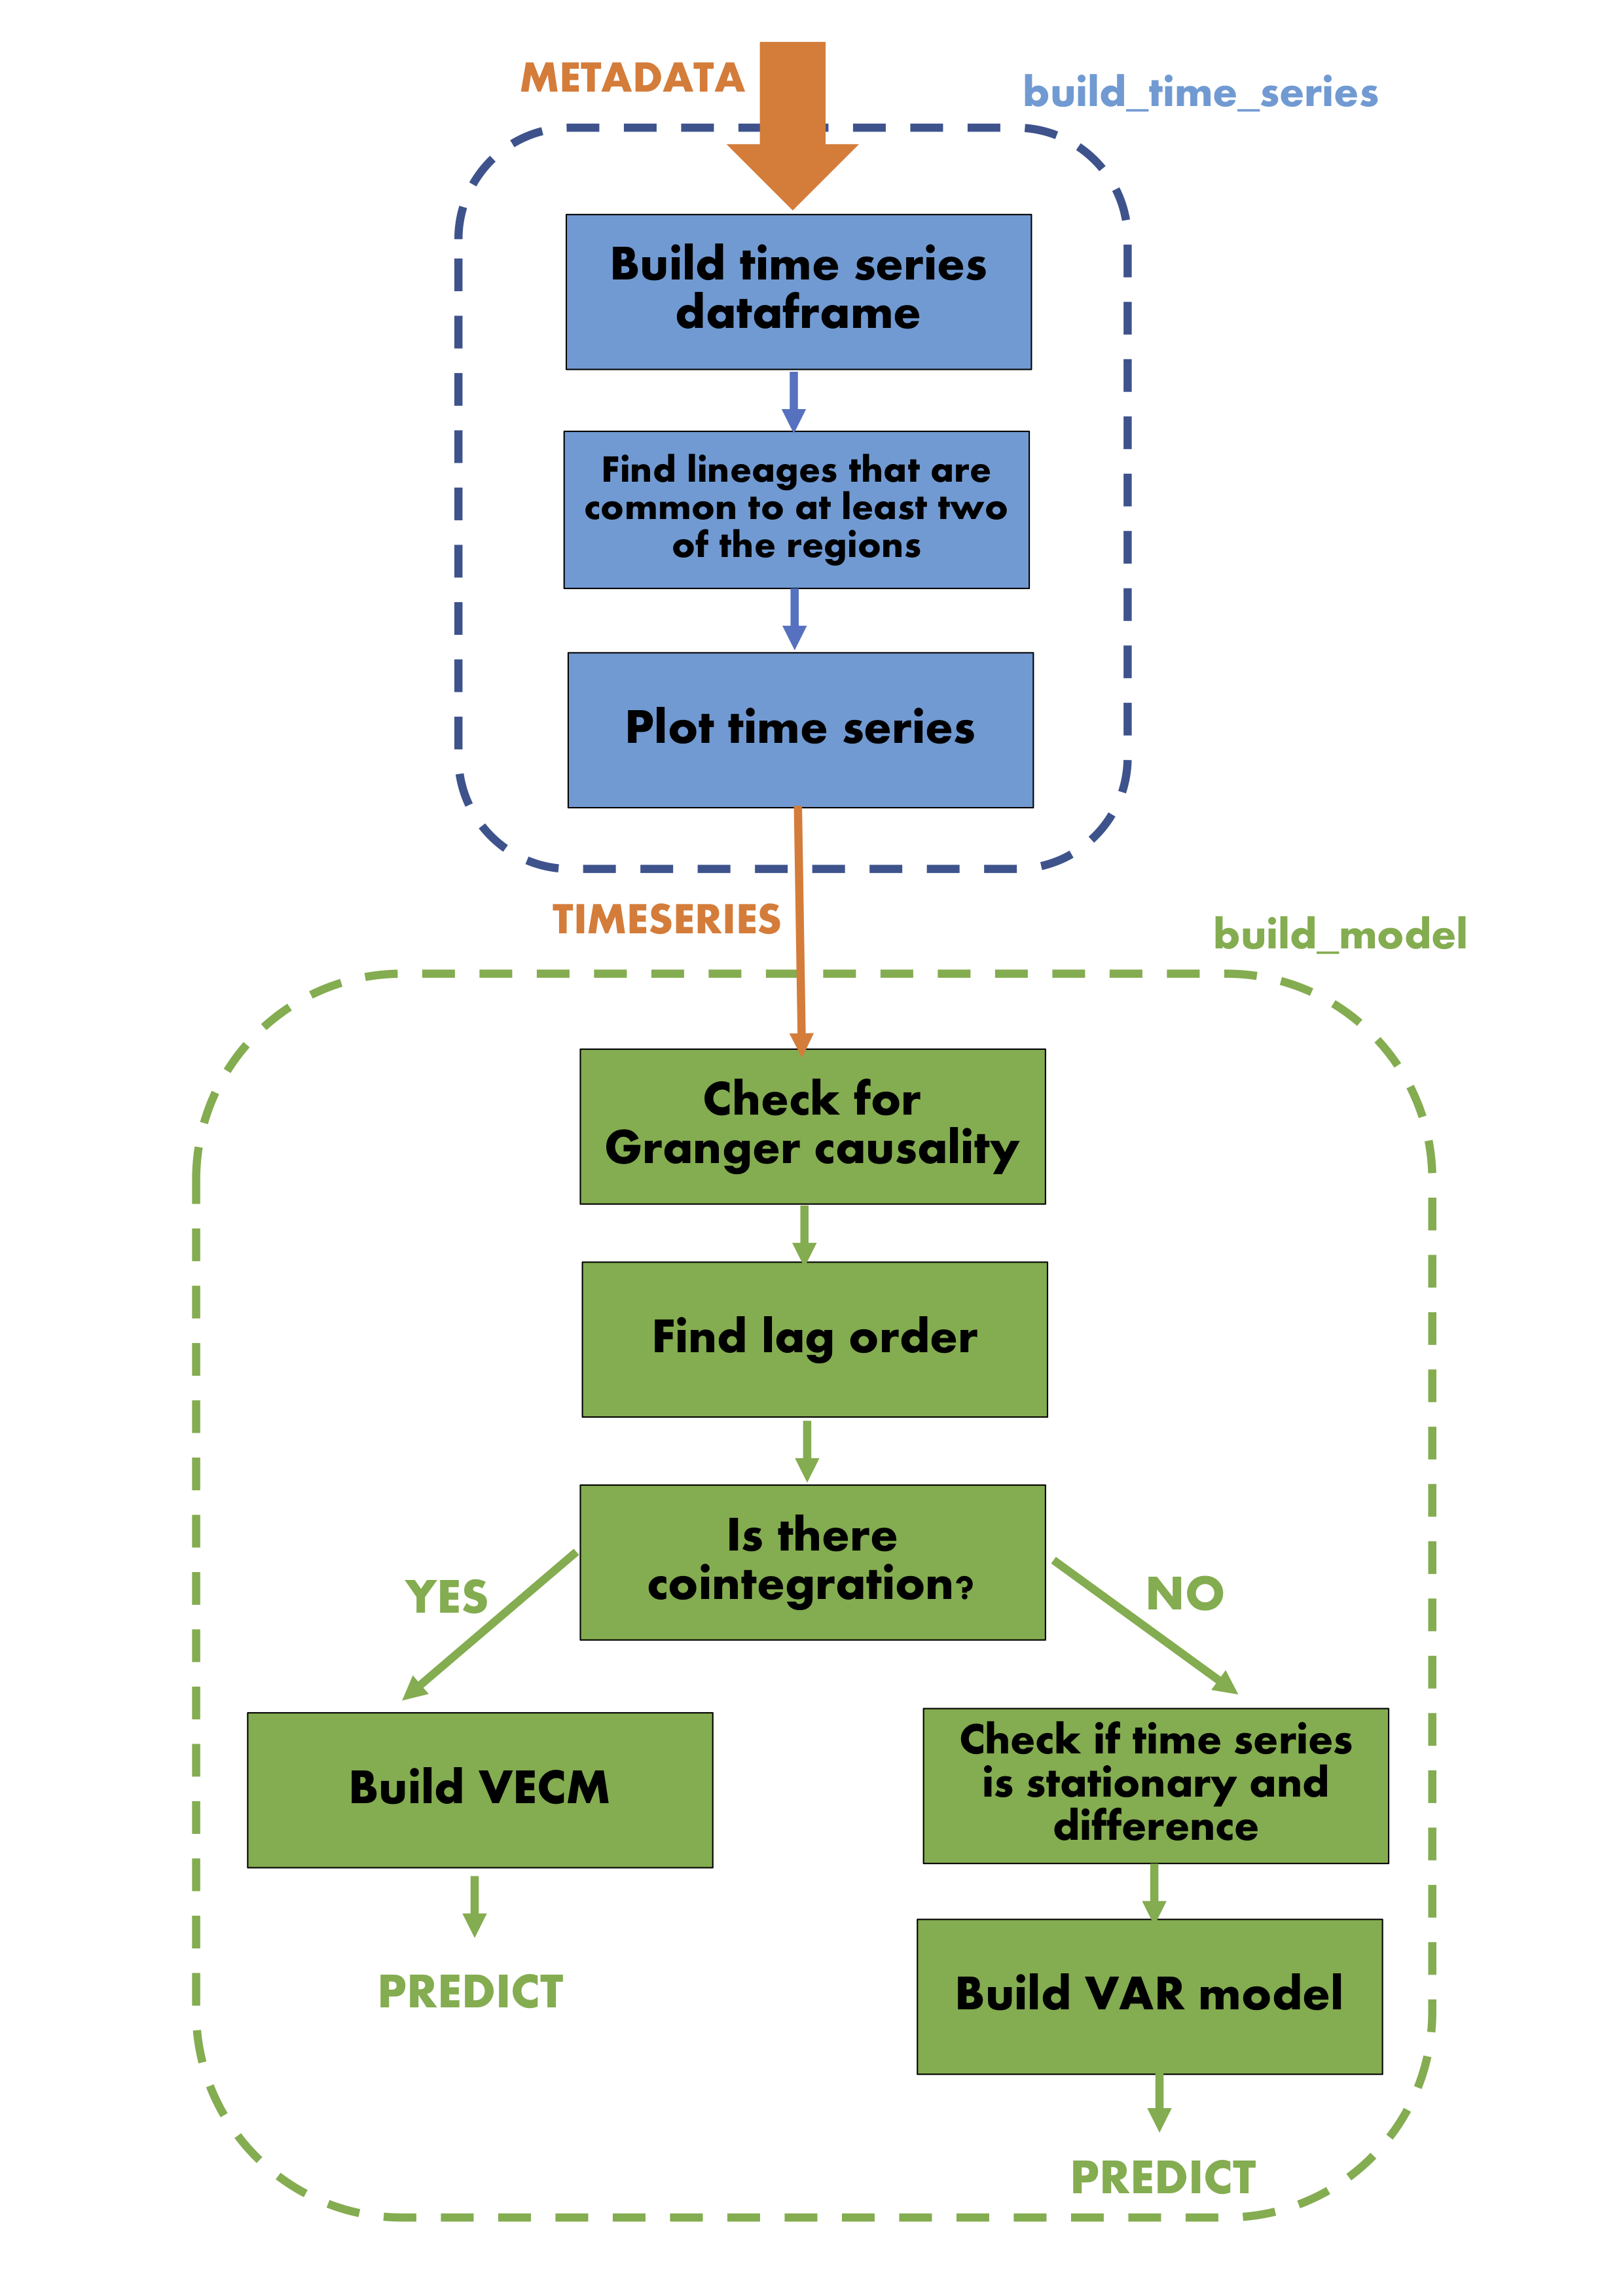 METADATA
build_time_series
Build time series
dataframe
Find lineages that are
common to at least two
of the regions
Plot time series
TIMESERIES
build_model
Check for
Granger causality
Find lag order
Is there
cointegration?
YES
NO
Build VECM
Check if time series
is stationary and
difference
PREDICT
Build VAR model
PREDICT